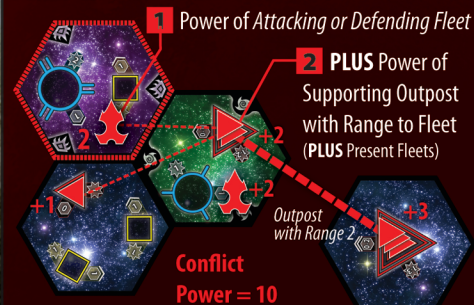 1 Power of Attacking or Defending Fleet
2 PLUS Power of
Supporting Outpost
with Range to Fleet
(PLUS Present Fleets)
2
+2
+1
+2
+3
Outpost
with Range 2
Conflict
Power = 10